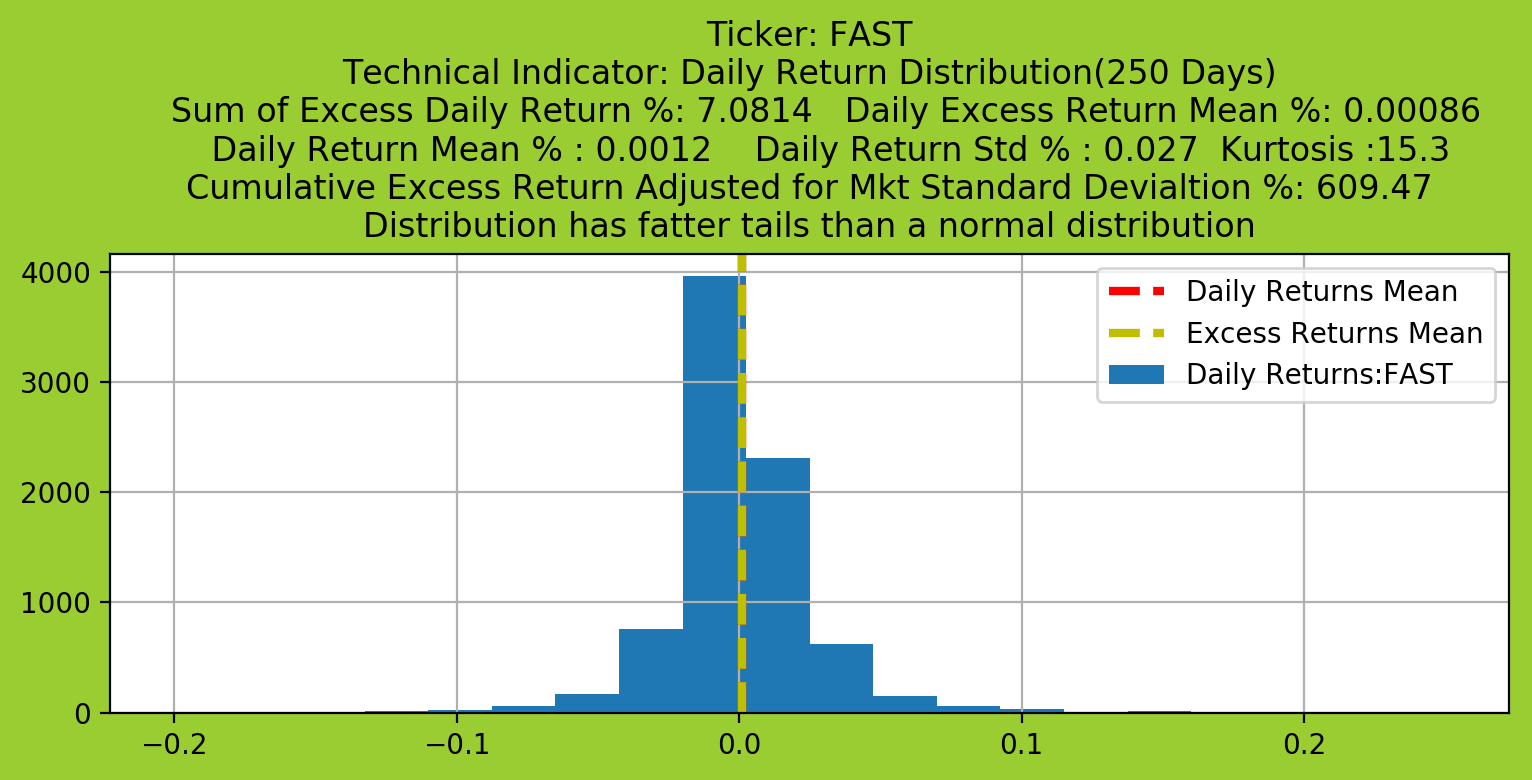 Ticker: FAST
Technical Indicator: Daily Return Distribution(250 Days)
Sum of Excess Daily Return %: 7.0814   Daily Excess Return Mean %: 0.00086
Daily Return Mean % : 0.0012    Daily Return Std % : 0.027  Kurtosis :15.3
Cumulative Excess Return Adjusted for Mkt Standard Devialtion %: 609.47
Distribution has fatter tails than a normal distribution
4000
3000
2000
1000
0
Daily Returns Mean
Excess Returns Mean
Daily Returns:FAST
−0.2
−0.1
0.0
0.1
0.2